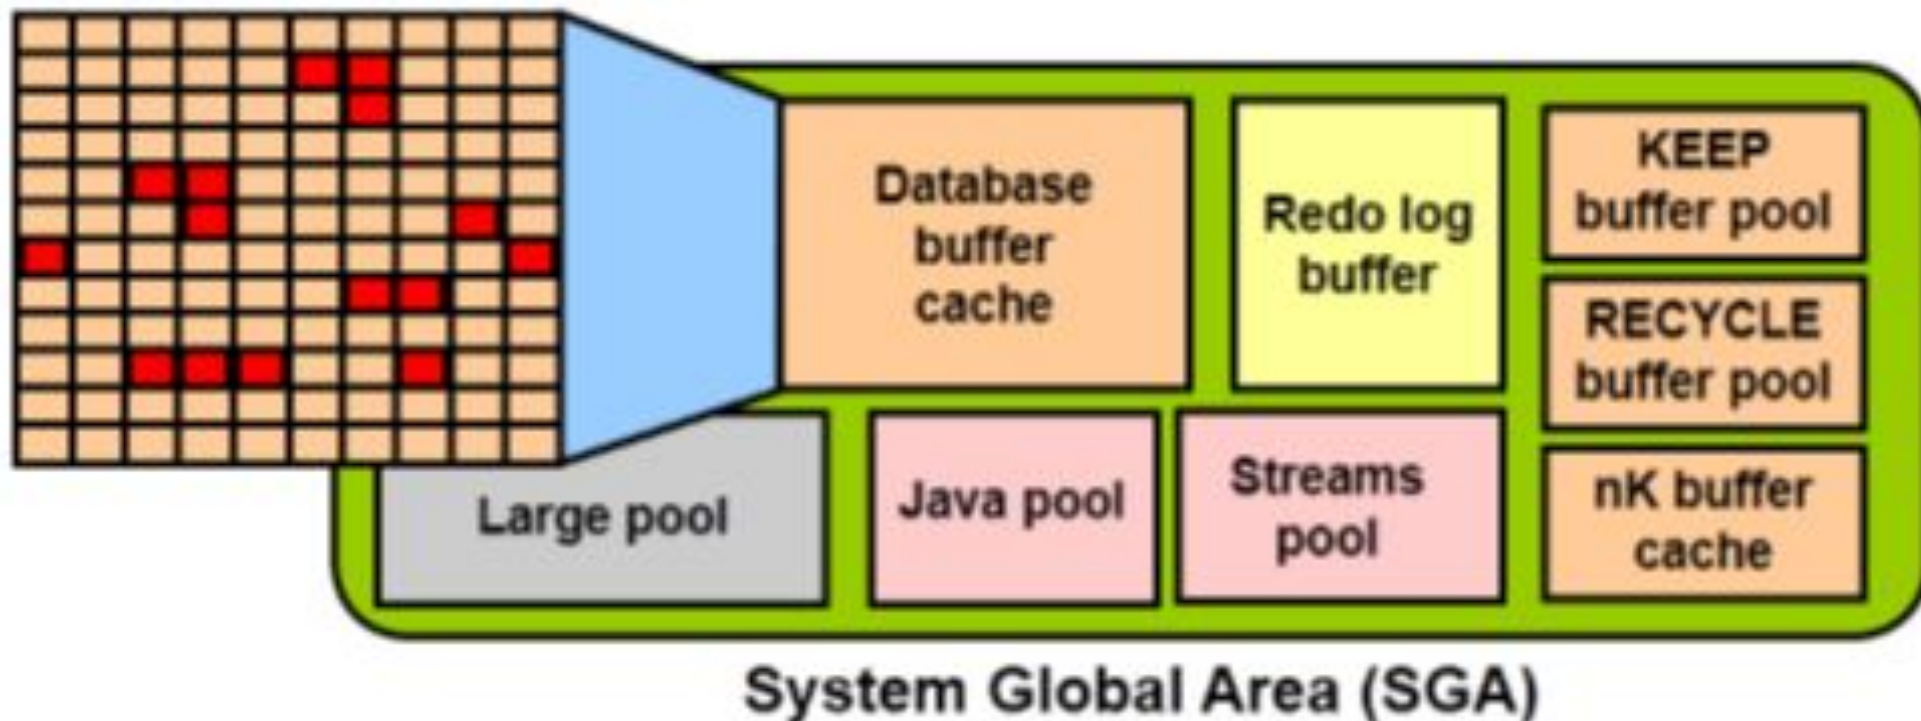 Database
buffer
cache
Redo log
buffer
KEEP
buffer pool
RECYCLE
buffer pool
nK buffer
cache
Large pool
Java pool
Streams
pool
System Global Area (SGA)